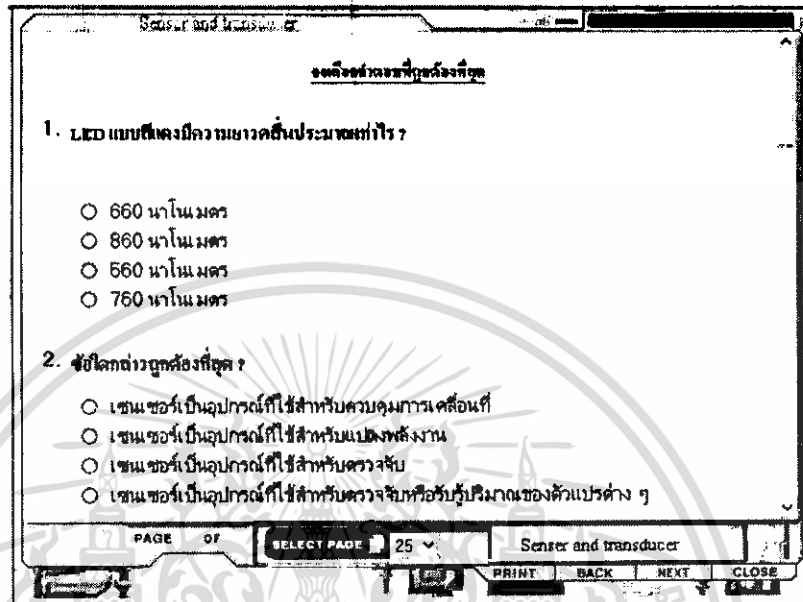 Senser and transducer
จงเลือกคำตอบที่ถูกต้องที่สุด
1. LED แบบสีแดงมีความยาวคลื่นประมาณเท่าไร ?
660 นาโนเมตร
860 นาโนเมตร
560 นาโนเมตร
760 นาโนเมตร
2. ข้อใดกล่าวถูกต้องที่สุด ?
เซนเซอร์เป็นอุปกรณ์ที่ใช้สำหรับควบคุมการเคลื่อนที่
เซนเซอร์เป็นอุปกรณ์ที่ใช้สำหรับแปลงพลังงาน
เซนเซอร์เป็นอุปกรณ์ที่ใช้สำหรับตรวจจับ
เซนเซอร์เป็นอุปกรณ์ที่ใช้สำหรับตรวจจับหรือรับรู้ปริมาณของตัวแปรต่าง ๆ
PAGE OF SELECT PAGE 25 Senser and transducer
PRINT BACK NEXT CLOSE